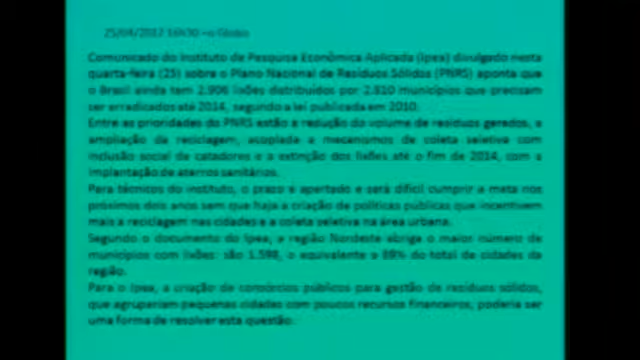 25/04/2012 16h30 - o Globo
Comunicado do Instituto de Pesquisa Econômica Aplicada (Ipea) divulgado nesta
quarta-feira (25) sobre o Plano Nacional de Resíduos Sólidos (PNRS) aponta que
o Brasil ainda tem 2.906 lixões distribuídos por 2.810 municípios que precisam
ser erradicados até 2014, segundo a lei publicada em 2010.
Entre as prioridades do PNRS estão a redução do volume de resíduos gerados, a
ampliação da reciclagem, acoplada a mecanismos de coleta seletiva com
inclusão social de catadores e a extinção dos lixões até o fim de 2014, com a
implantação de aterros sanitários.
Para técnicos do instituto, o prazo é apertado e será difícil cumprir a meta nos
próximos dois anos sem que haja a criação de políticas públicas que incentivem
mais a reciclagem nas cidades e a coleta seletiva na área urbana.
Segundo o documento do Ipea, a região Nordeste abriga o maior número de
municípios com lixões: são 1.598, o equivalente a 89% do total de cidades da
região.
Para o Ipea, a criação de consórcios públicos para gestão de resíduos sólidos,
que agrupariam pequenas cidades com poucos recursos financeiros, poderia ser
uma forma de resolver esta questão.